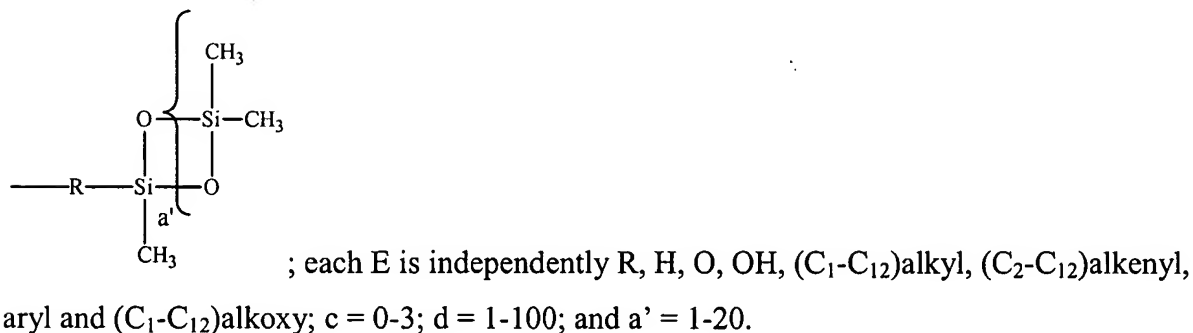 CH₃
O Si CH₃
R Si O
a'
CH₃
; each E is independently R, H, O, OH, (C₁-C₁₂)alkyl, (C₂-C₁₂)alkenyl,
aryl and (C₁-C₁₂)alkoxy; c = 0-3; d = 1-100; and a’ = 1-20.